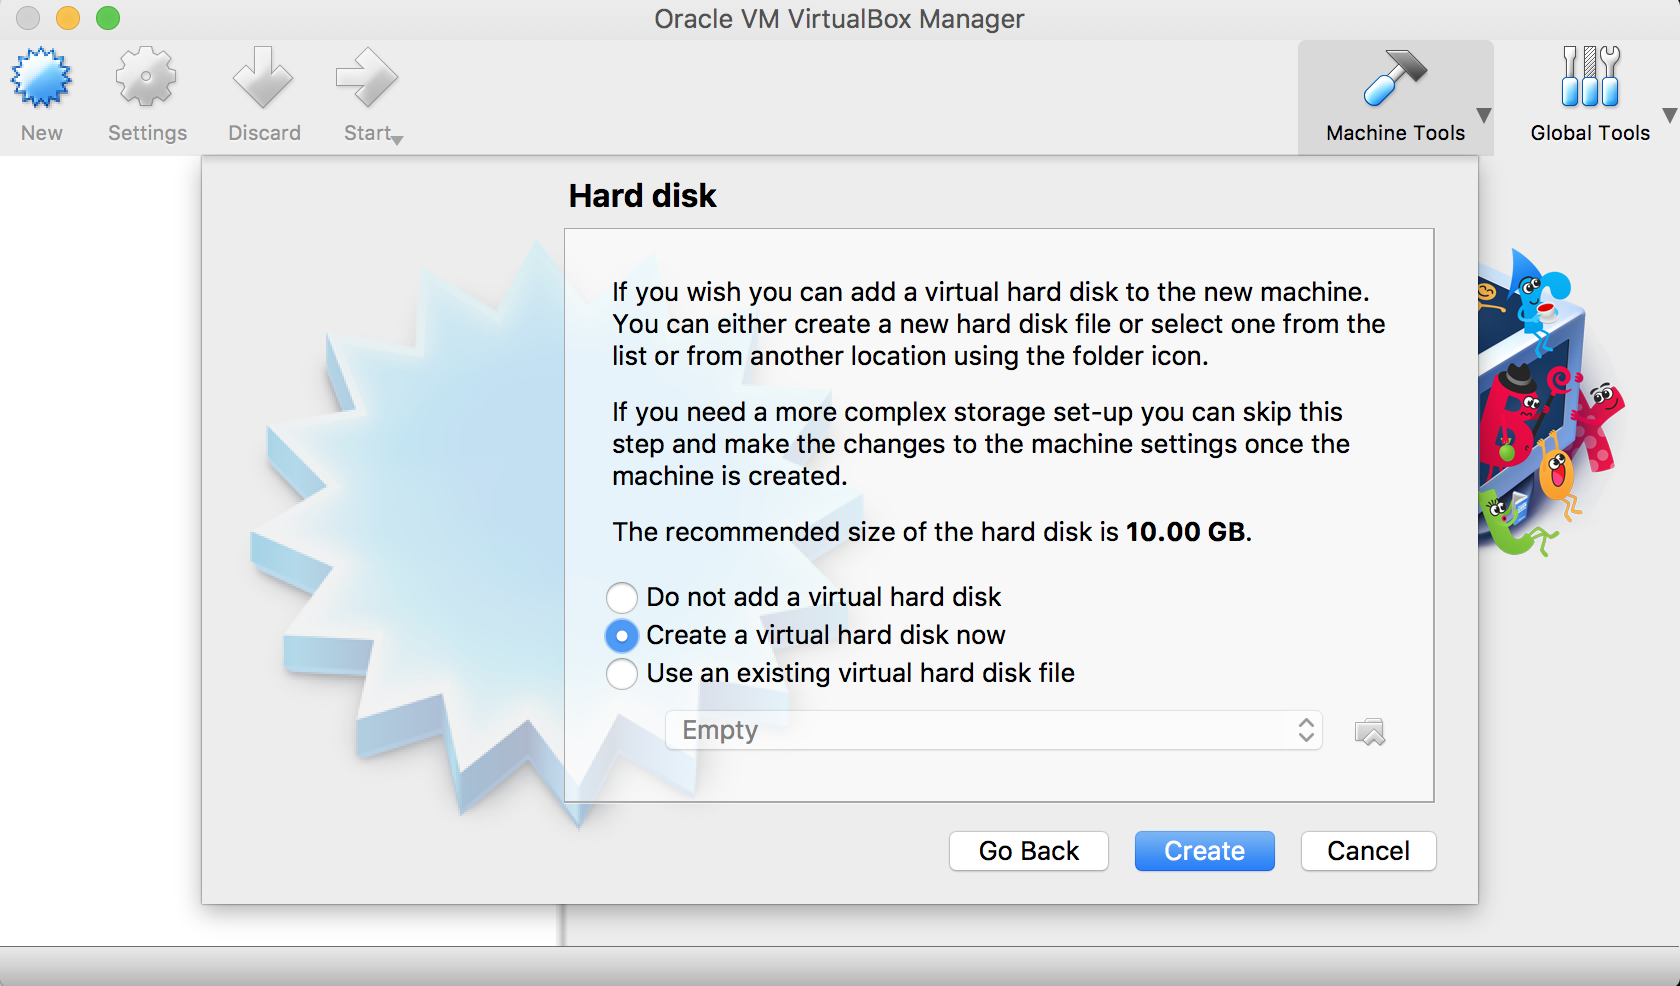 Oracle VM VirtualBox Manager
New
Settings
Discard
Start
Machine Tools
Global Tools
Hard disk
If you wish you can add a virtual hard disk to the new machine.
You can either create a new hard disk file or select one from the
list or from another location using the folder icon.
If you need a more complex storage set-up you can skip this
step and make the changes to the machine settings once the
machine is created.
The recommended size of the hard disk is 10.00 GB.
Do not add a virtual hard disk
Create a virtual hard disk now
Use an existing virtual hard disk file
Empty
Go Back
Create
Cancel